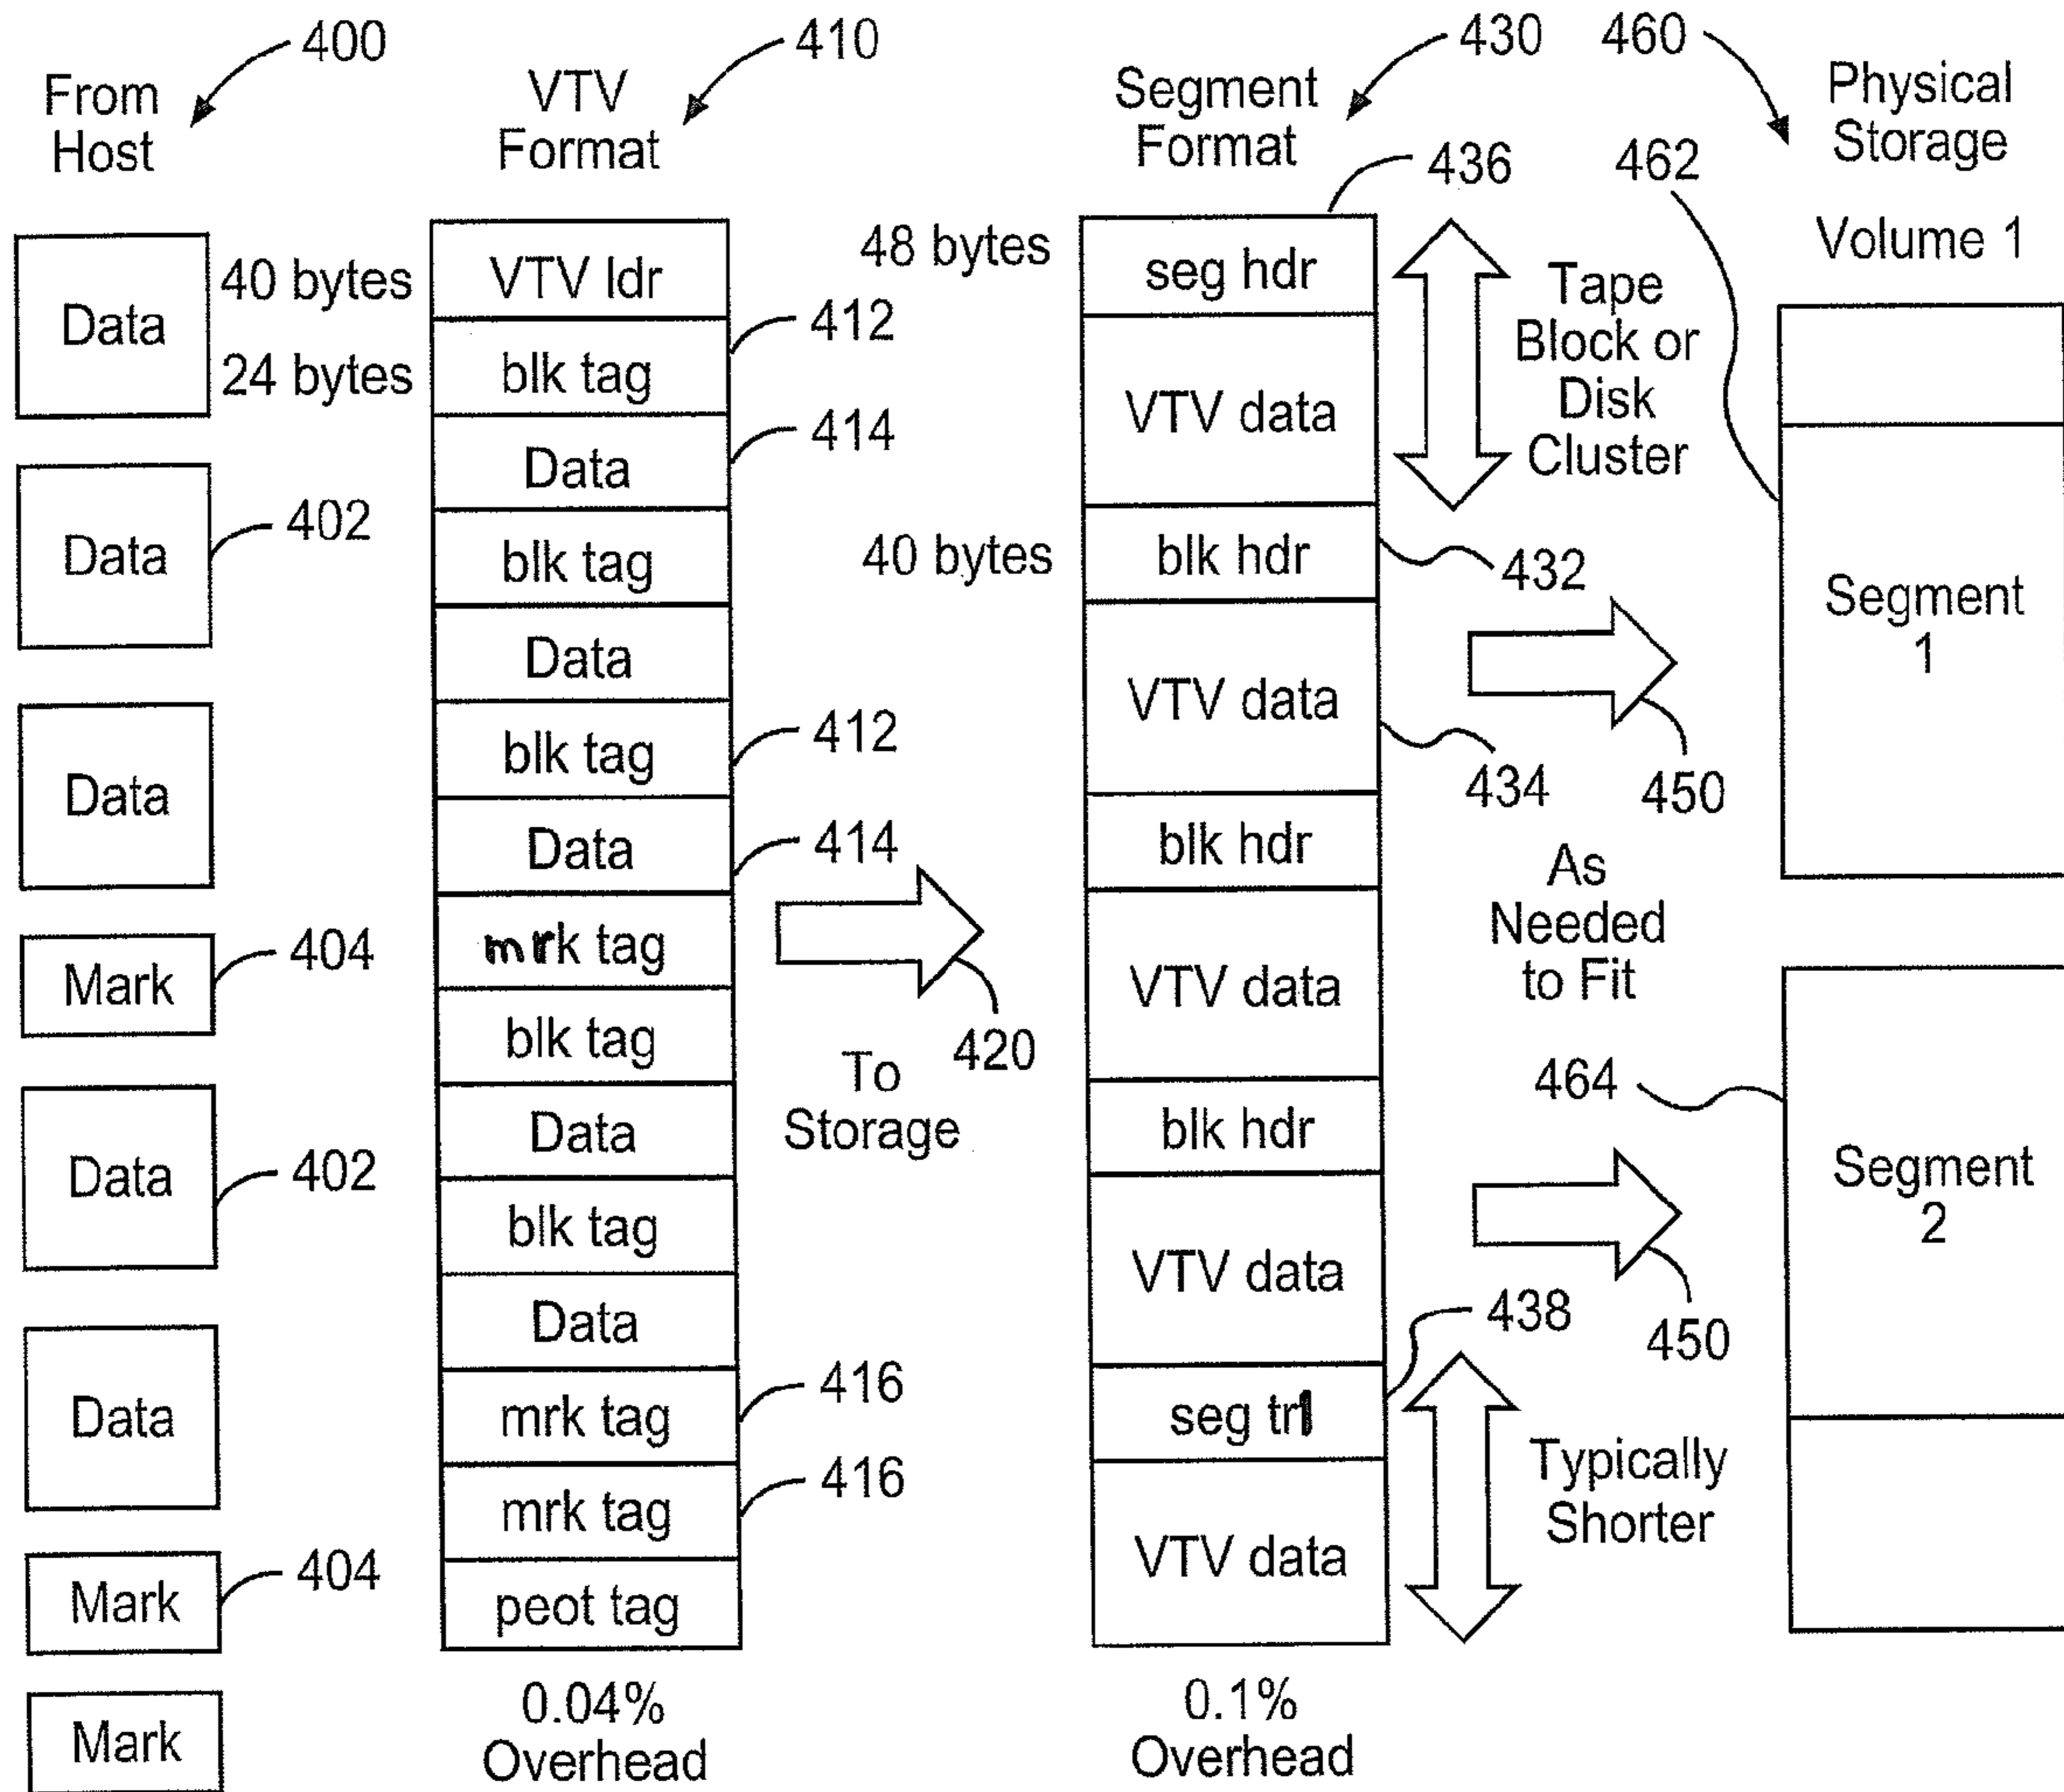 400
410
430
460
From
Host
VTV
Format
Segment
Format
Physical
Storage
436
462
Volume 1
Data
40 bytes
24 bytes
Data
402
Data
Mark
404
Data
402
Data
Mark
404
Mark
VTV ldr
blk tag
412
Data
414
blk tag
Data
blk tag
412
Data
414
mrk tag
blk tag
Data
blk tag
Data
mrk tag
416
mrk tag
416
peot tag
0.04%
Overhead
420
To
Storage
48 bytes
seg hdr
VTV data
40 bytes
blk hdr
432
VTV data
434
blk hdr
VTV data
blk hdr
VTV data
seg trl
438
VTV data
0.1%
Overhead
Tape
Block or
Disk
Cluster
450
As
Needed
to Fit
450
Typically
Shorter
Segment
1
464
Segment
2